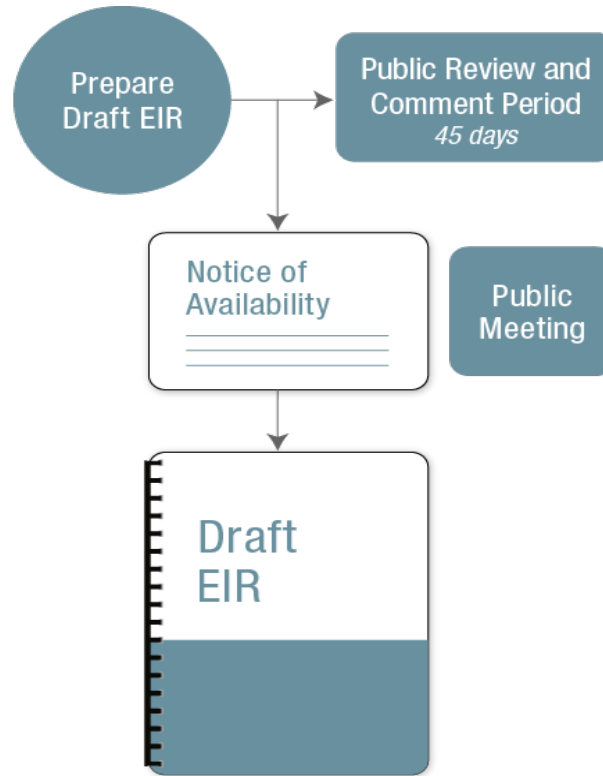 Prepare
Draft EIR
Public Review and
Comment Period
45 days
Notice of
Availability
Public
Meeting
Draft
EIR